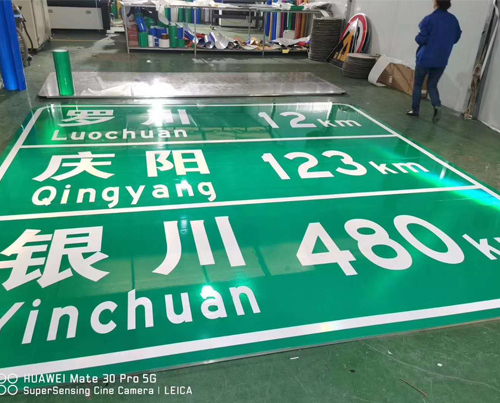 罗川 12 km
Luochuan
庆阳 123 km
Qingyang
银川 480 k
Yinchuan
HUAWEI Mate 30 Pro 5G
SuperSensing Cine Camera | LEICA